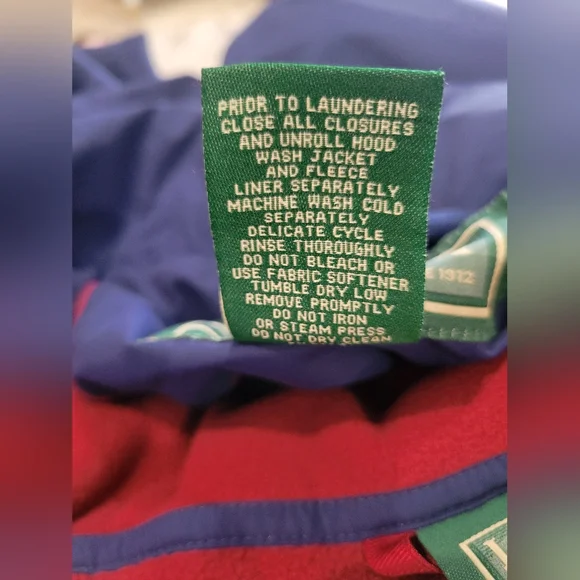 PRIOR TO LAUNDERING
CLOSE ALL CLOSURES
AND UNROLL HOOD
WASH JACKET
AND FLEECE
LINER SEPARATELY
MACHINE WASH COLD
SEPARATELY
DELICATE CYCLE
RINSE THOROUGHLY
DO NOT BLEACH OR
USE FABRIC SOFTENER
TUMBLE DRY LOW
REMOVE PROMPTLY
DO NOT IRON
OR STEAM PRESS
DO NOT DRY CLEAN
1912